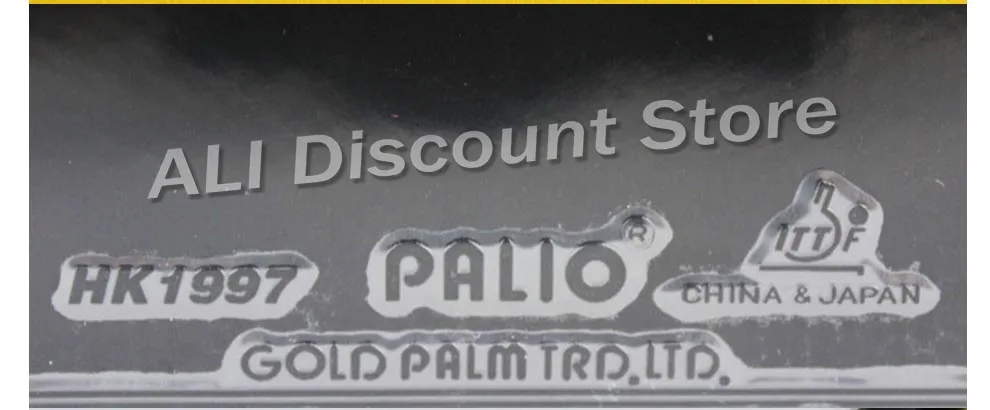 ALI Discount Store
HK1997
PALIO®
ITTF
CHINA & JAPAN
GOLD PALM TRD.LTD.